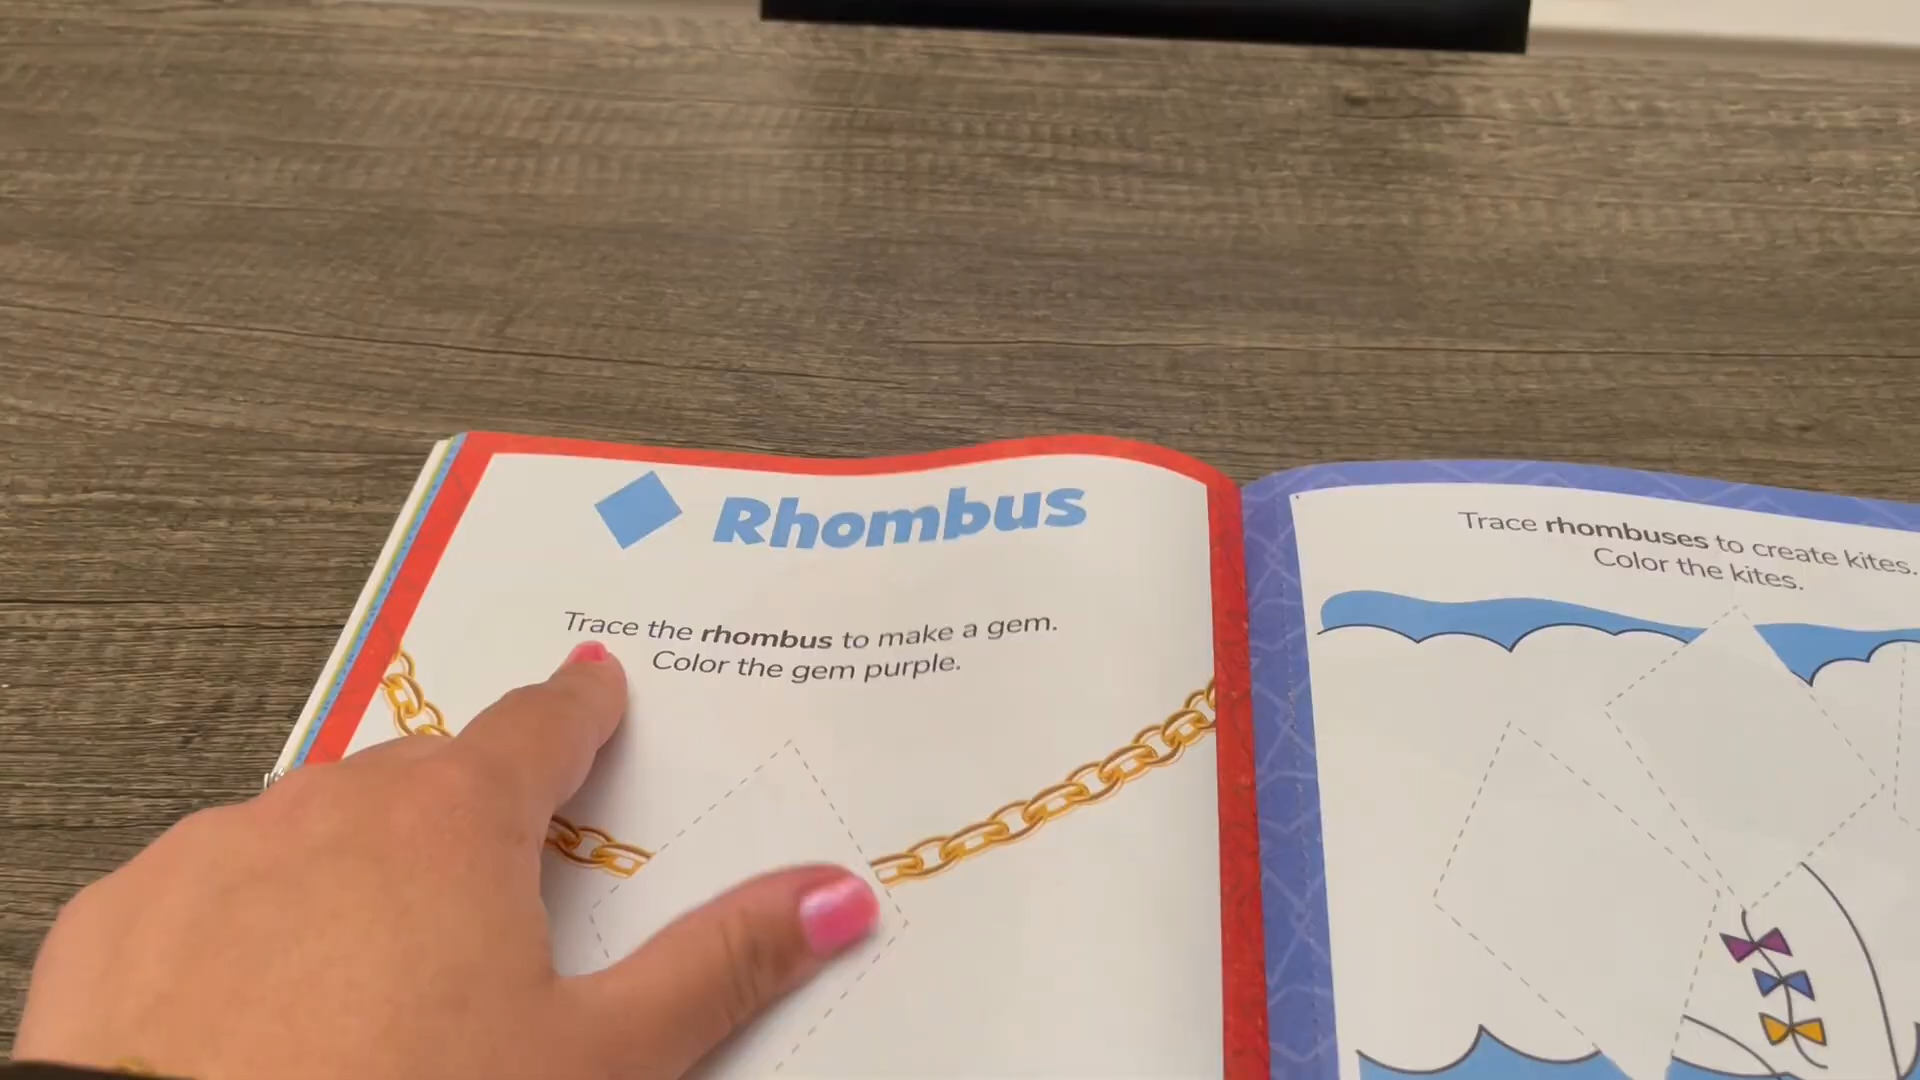 Rhombus
Trace the rhombus to make a gem.
Color the gem purple.
Trace rhombuses to create kites.
Color the kites.